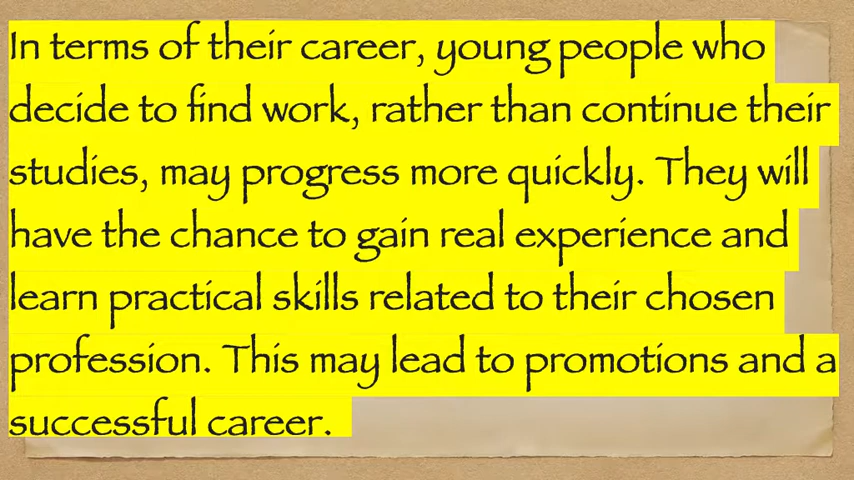 In terms of their career, young people who
decide to find work, rather than continue their
studies, may progress more quickly. They will
have the chance to gain real experience and
learn practical skills related to their chosen
profession. This may lead to promotions and a
successful career.